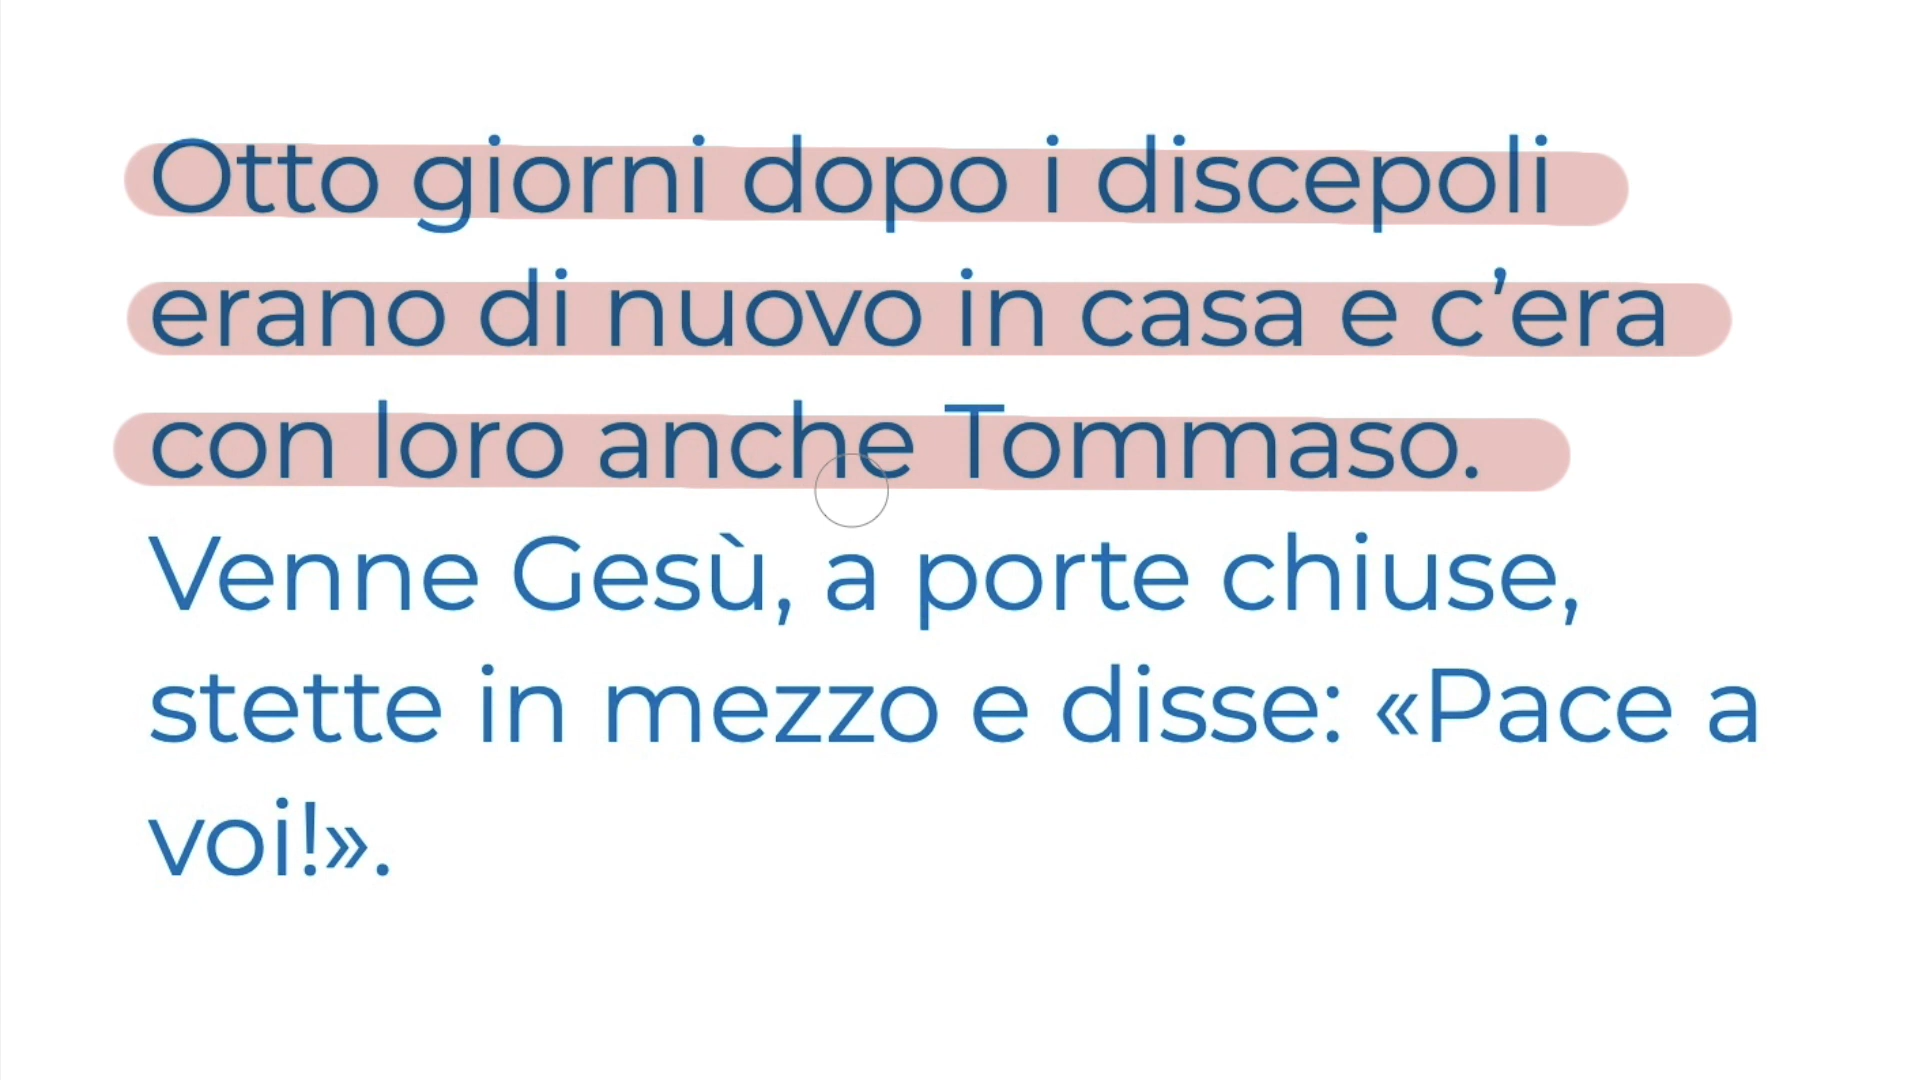 Otto giorni dopo i discepoli
erano di nuovo in casa e c’era
con loro anche Tommaso.
Venne Gesù, a porte chiuse,
stette in mezzo e disse: «Pace a
voi!».